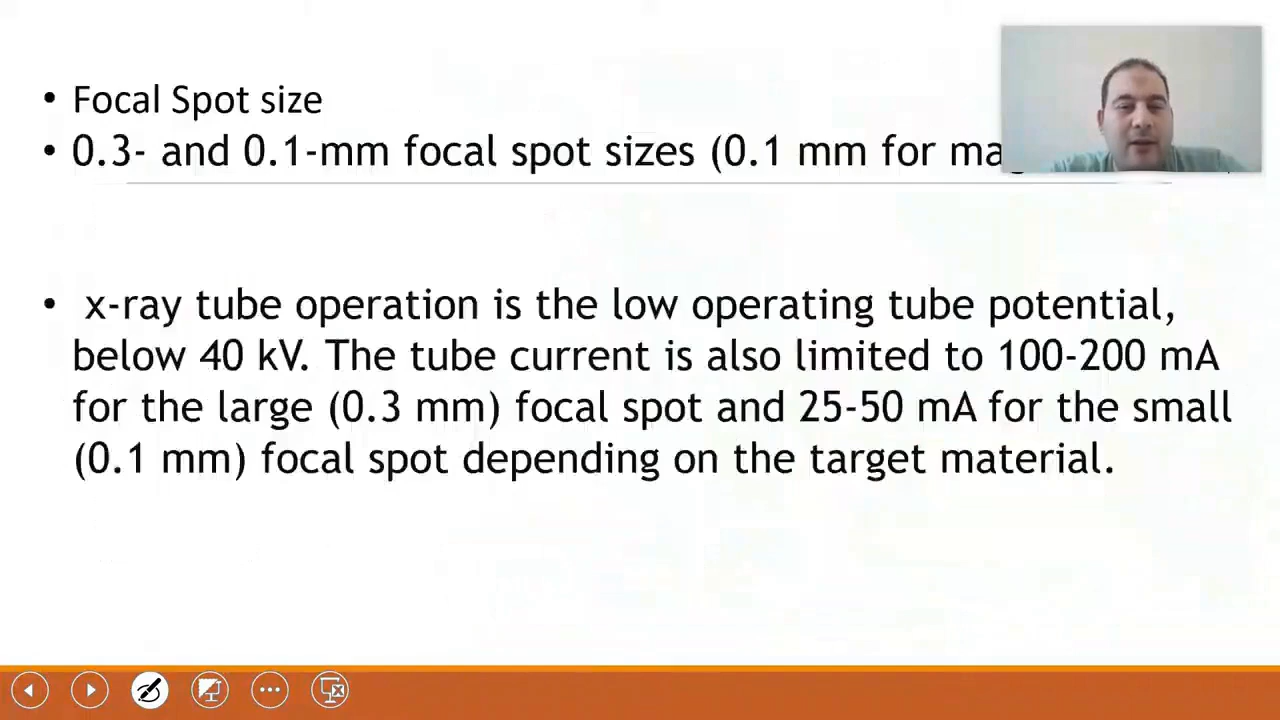 • Focal Spot size
• 0.3- and 0.1-mm focal spot sizes (0.1 mm for
• x-ray tube operation is the low operating tube potential,
below 40 kV. The tube current is also limited to 100-200 mA
for the large (0.3 mm) focal spot and 25-50 mA for the small
(0.1 mm) focal spot depending on the target material.